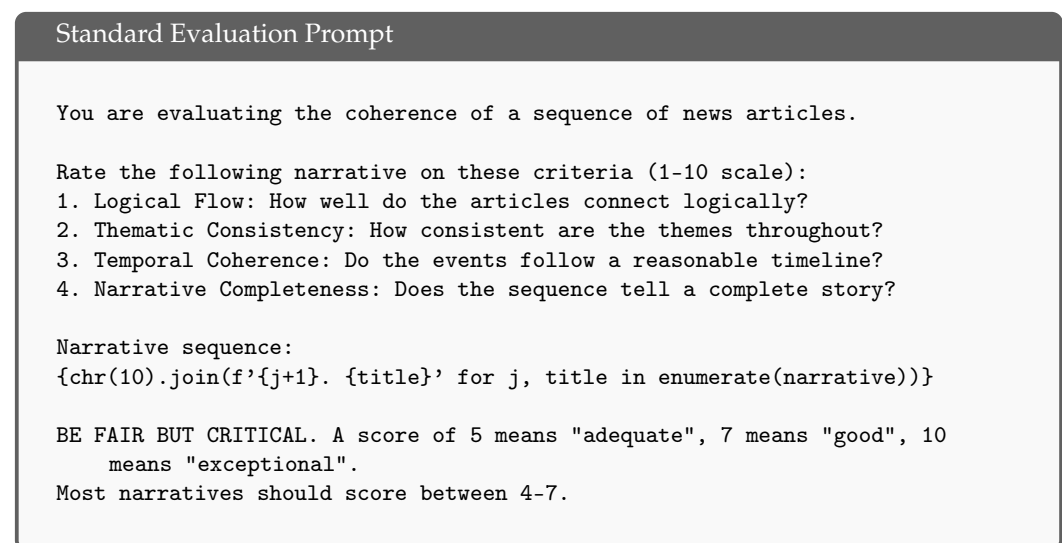 Standard Evaluation Prompt
You are evaluating the coherence of a sequence of news articles.
Rate the following narrative on these criteria (1-10 scale):
1. Logical Flow: How well do the articles connect logically?
2. Thematic Consistency: How consistent are the themes throughout?
3. Temporal Coherence: Do the events follow a reasonable timeline?
4. Narrative Completeness: Does the sequence tell a complete story?
Narrative sequence:
{chr(10).join(f'{j+1}. {title}' for j, title in enumerate(narrative))}
BE FAIR BUT CRITICAL. A score of 5 means "adequate", 7 means "good", 10
means "exceptional".
Most narratives should score between 4-7.